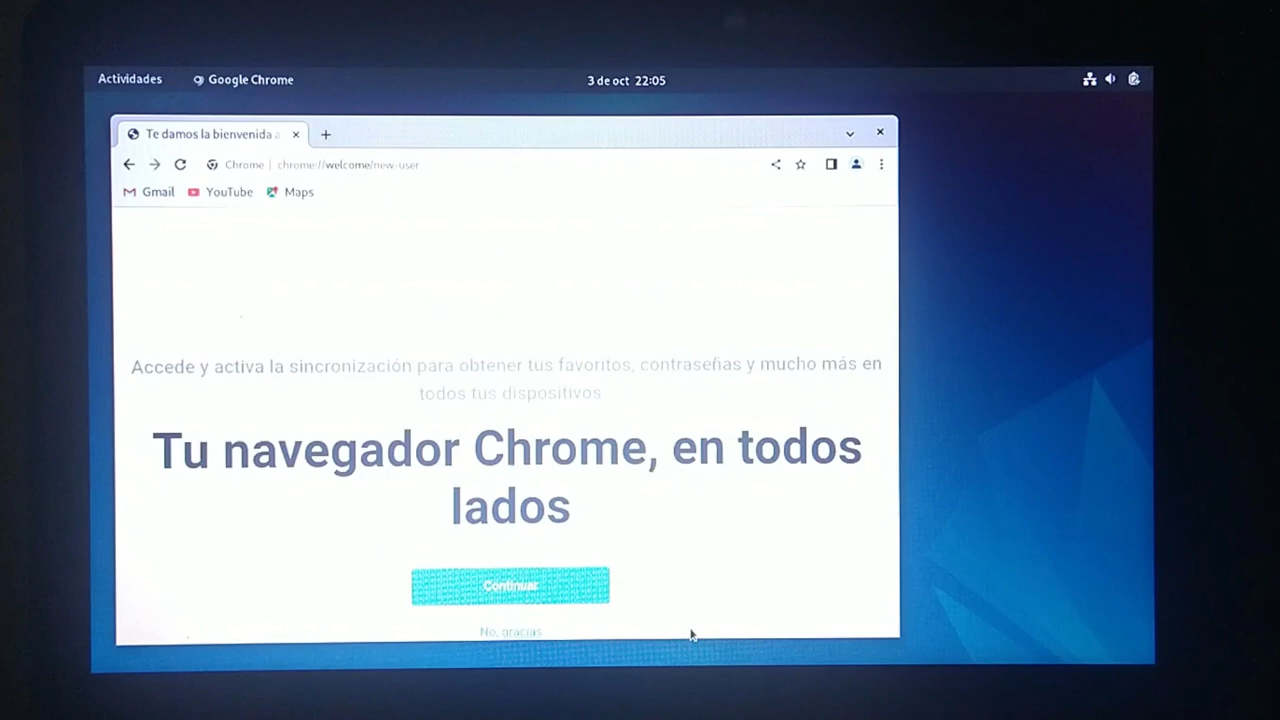 Actividades Google Chrome 3 de oct 22:05
Te damos la bienvenida a
Chrome | chrome://welcome/new-user
Gmail YouTube Maps
Accede y activa la sincronización para obtener tus favoritos, contraseñas y mucho más en
todos tus dispositivos
Tu navegador Chrome, en todos
lados
Continuar
No, gracias